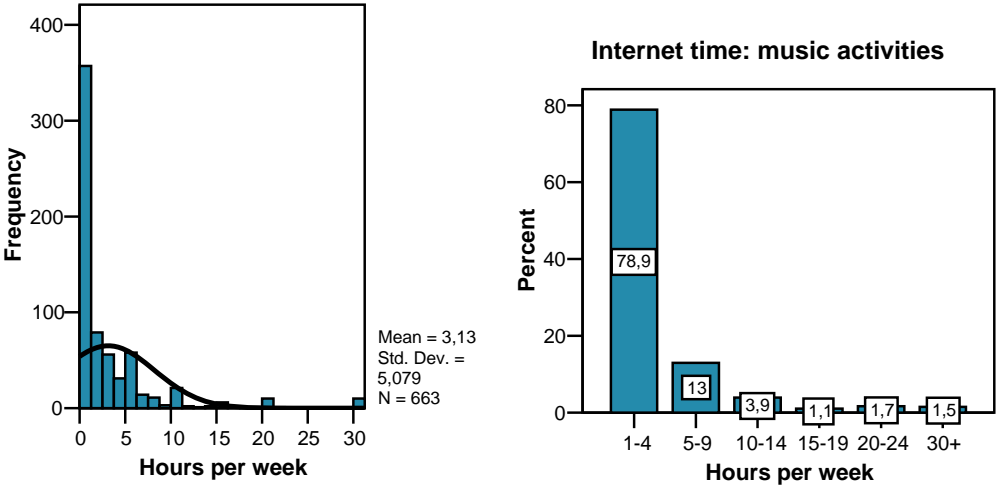 400
300
200
100
0
Frequency
0 5 10 15 20 25 30
Hours per week
Mean = 3,13
Std. Dev. =
5,079
N = 663
Internet time: music activities
80
60
40
20
0
Percent
78,9
13
3,9
1,1
1,7
1,5
1-4 5-9 10-14 15-19 20-24 30+
Hours per week